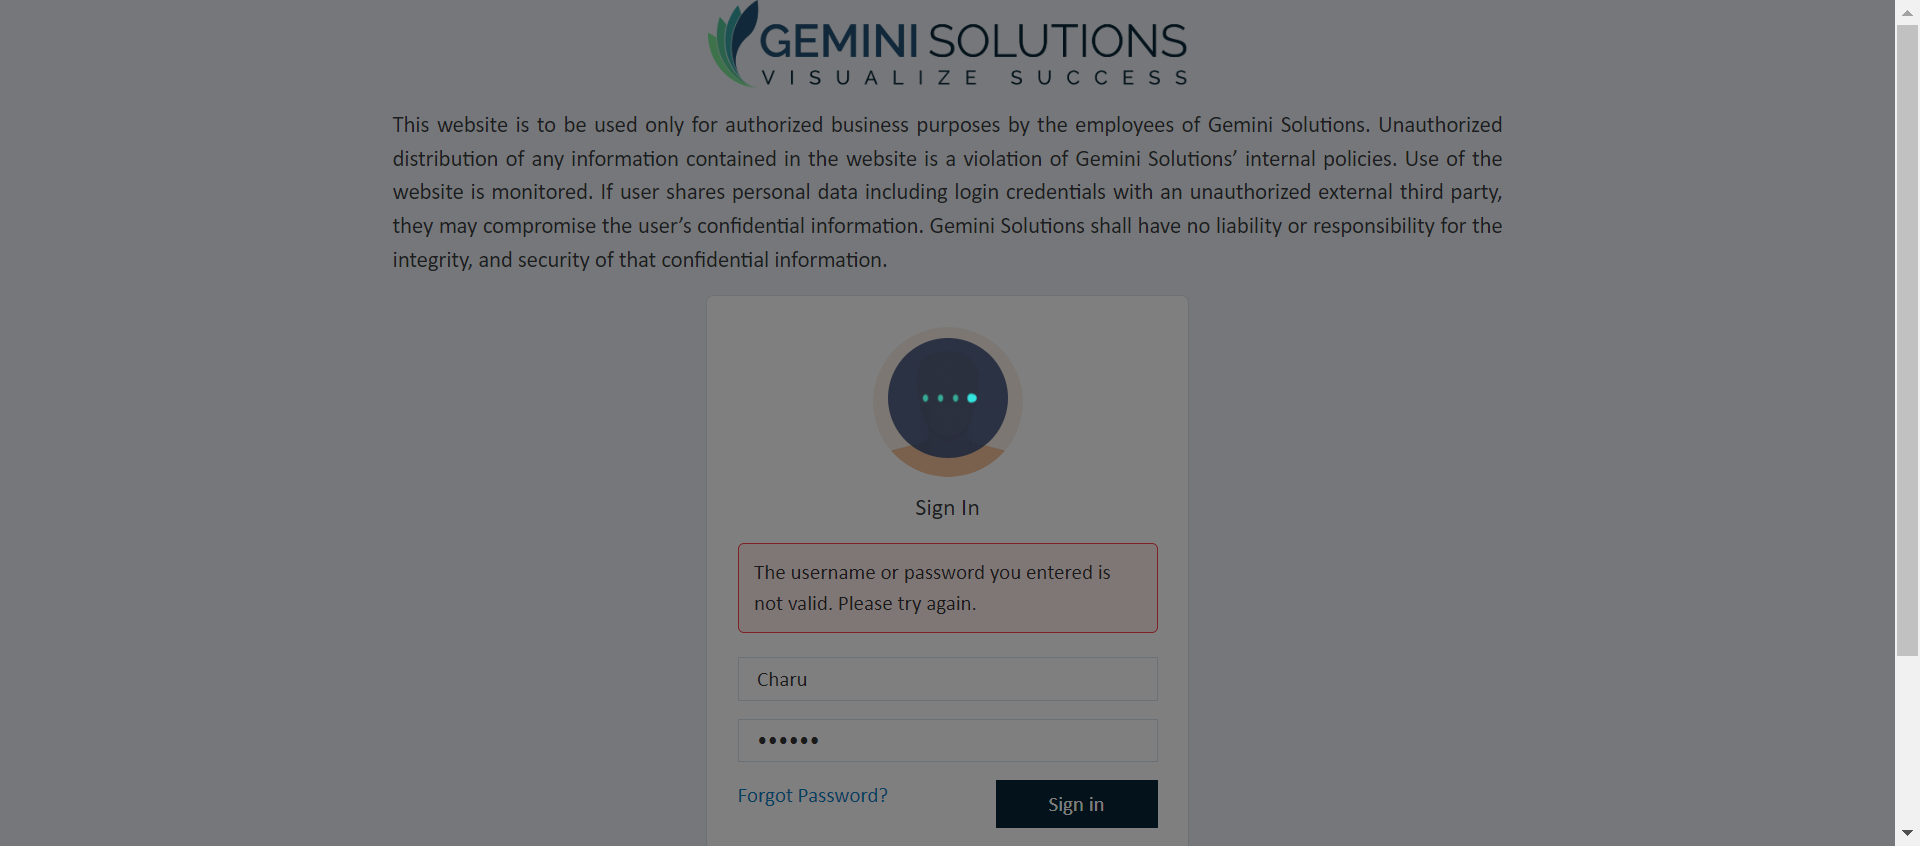 GEMINI SOLUTIONS
VISUALIZE SUCCESS
This website is to be used only for authorized business purposes by the employees of Gemini Solutions. Unauthorized
distribution of any information contained in the website is a violation of Gemini Solutions’ internal policies. Use of the
website is monitored. If user shares personal data including login credentials with an unauthorized external third party,
they may compromise the user’s confidential information. Gemini Solutions shall have no liability or responsibility for the
integrity, and security of that confidential information.
Sign In
The username or password you entered is
not valid. Please try again.
Charu
••••••
Forgot Password?
Sign in